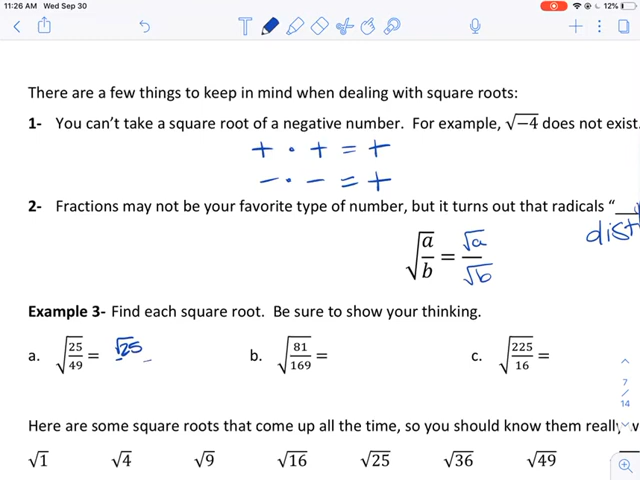 11:26 AM Wed Sep 30 12%
There are a few things to keep in mind when dealing with square roots:
1- You can't take a square root of a negative number. For example, √−4 does not exist.
+ · + = +
− · − = +
2- Fractions may not be your favorite type of number, but it turns out that radicals "
√(a/b) = √a/√b
Example 3- Find each square root. Be sure to show your thinking.
a. √(25/49) = √25 b. √(81/169) = c. √(225/16) =
7 / 14
Here are some square roots that come up all the time, so you should know them really
√1 √4 √9 √16 √25 √36 √49